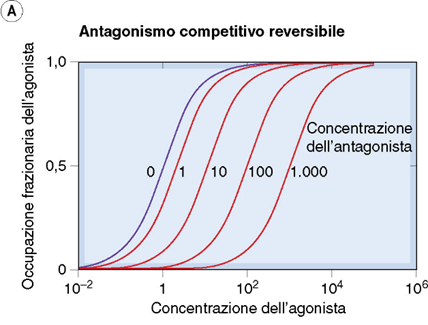 A
Antagonismo competitivo reversibile
Occupazione frazionaria dell'agonista
1,0
0,5
0
Concentrazione
dell'antagonista
0 1 10 100 1.000
10⁻² 1 10² 10⁴ 10⁶
Concentrazione dell'agonista